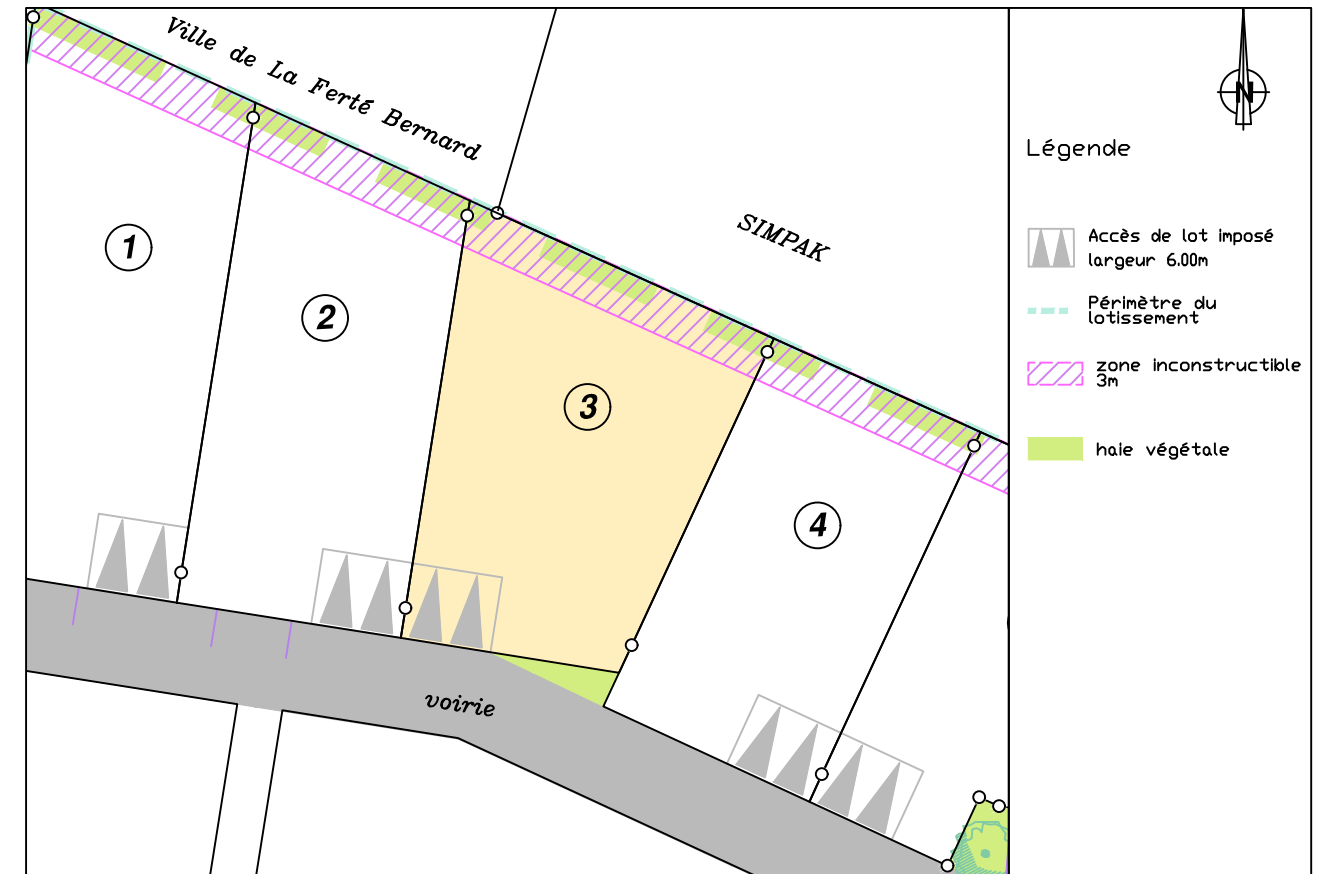 Ville de La Ferté Bernard
SIMPAK
1
2
3
4
voirie
N
Légende
Accès de lot imposé
largeur 6.00m
Périmètre du
lotissement
zone inconstructible
3m
haie végétale